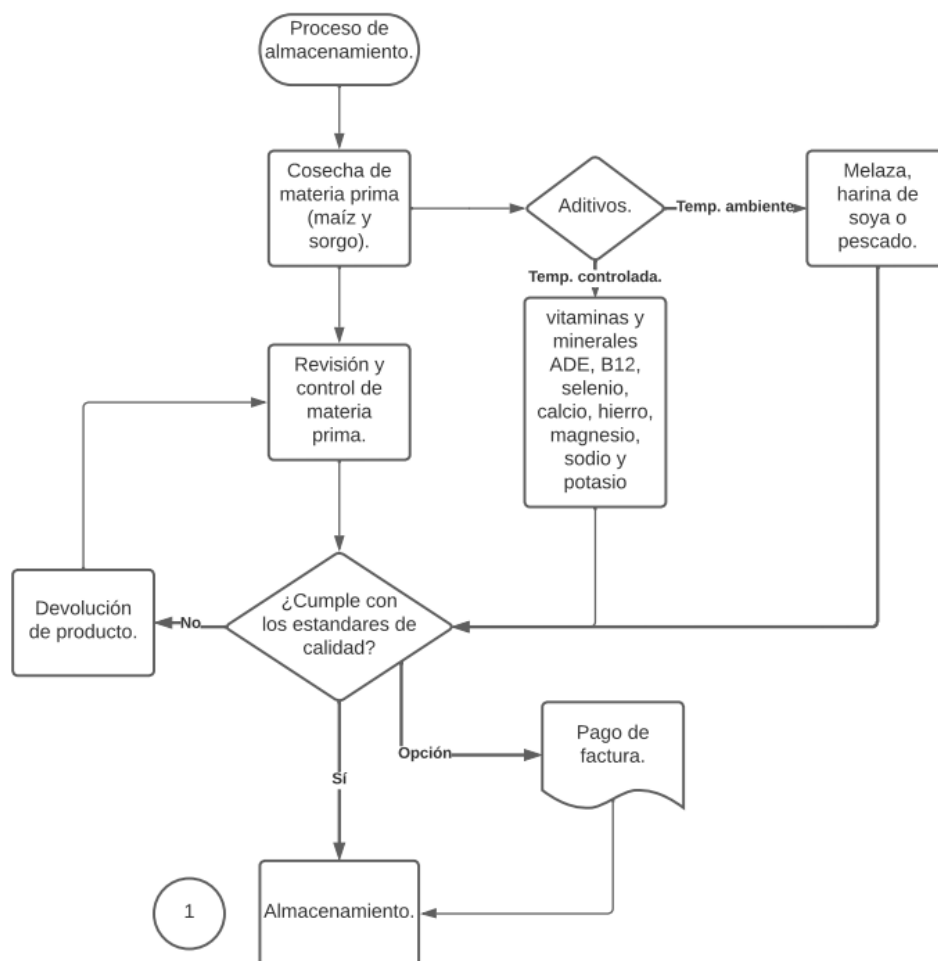 Proceso de
almacenamiento.
Cosecha de
materia prima
(maíz y
sorgo).
Aditivos.
Temp. ambiente
Melaza,
harina de
soya o
pescado.
Temp. controlada.
vitaminas y
minerales
ADE, B12,
selenio,
calcio, hierro,
magnesio,
sodio y
potasio
Revisión y
control de
materia
prima.
¿Cumple con
los estandares de
calidad?
No
Devolución
de producto.
Opción
Pago de
factura.
Sí
1
Almacenamiento.